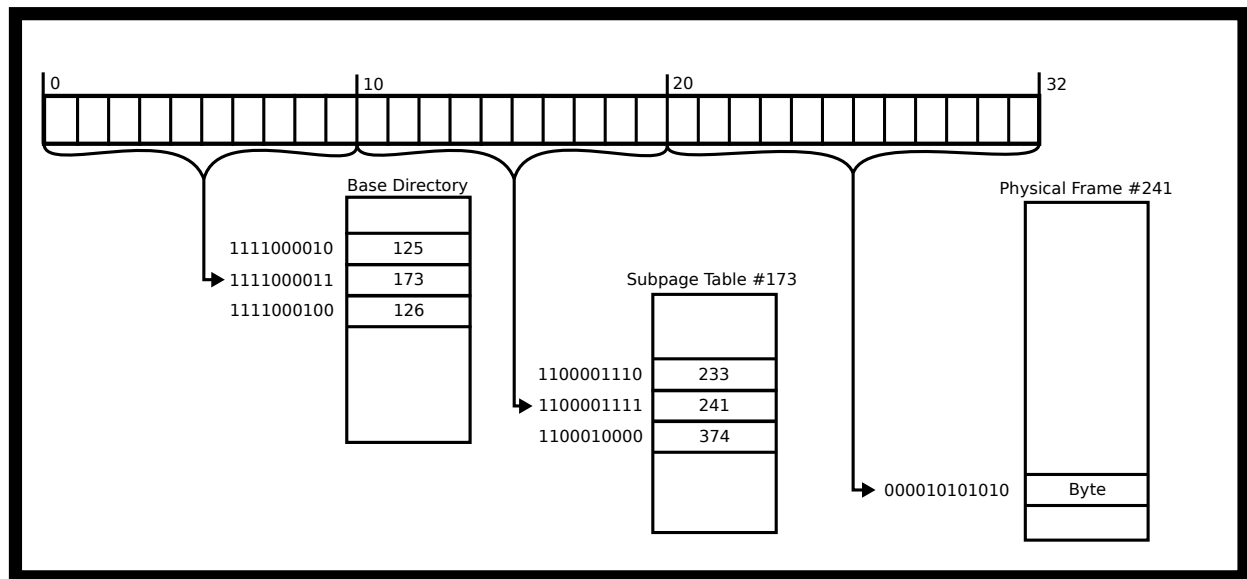 0 10 20 32
Base Directory
1111000010 125
1111000011 173
1111000100 126
Subpage Table #173
1100001110 233
1100001111 241
1100010000 374
Physical Frame #241
000010101010 Byte